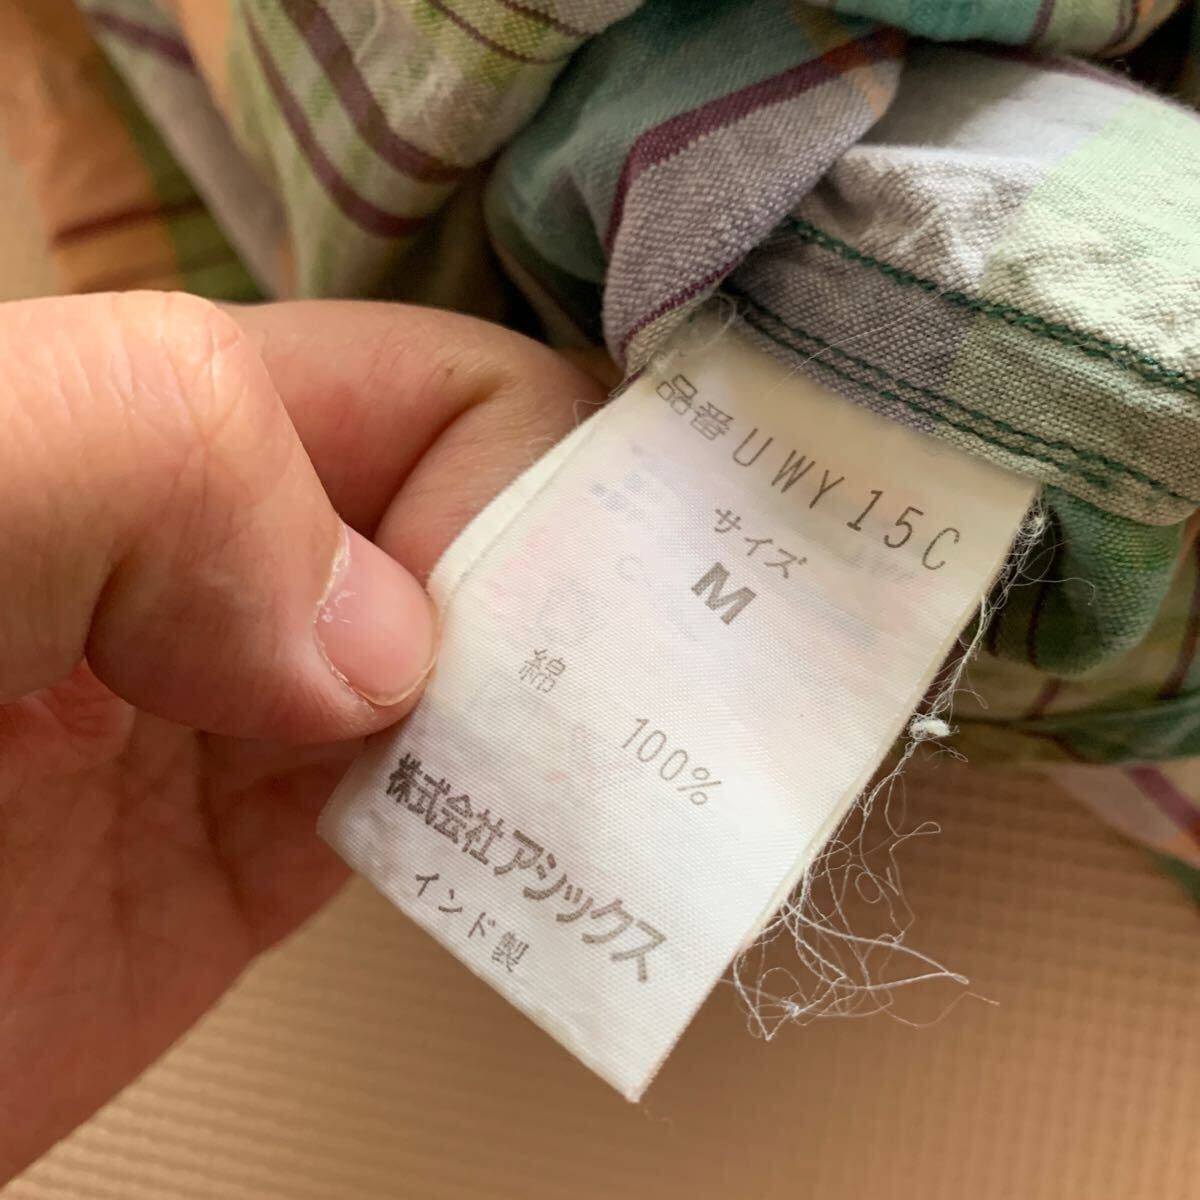 品番 UWY15C
サイズ
M
綿 100%
株式会社アシックス
インド製